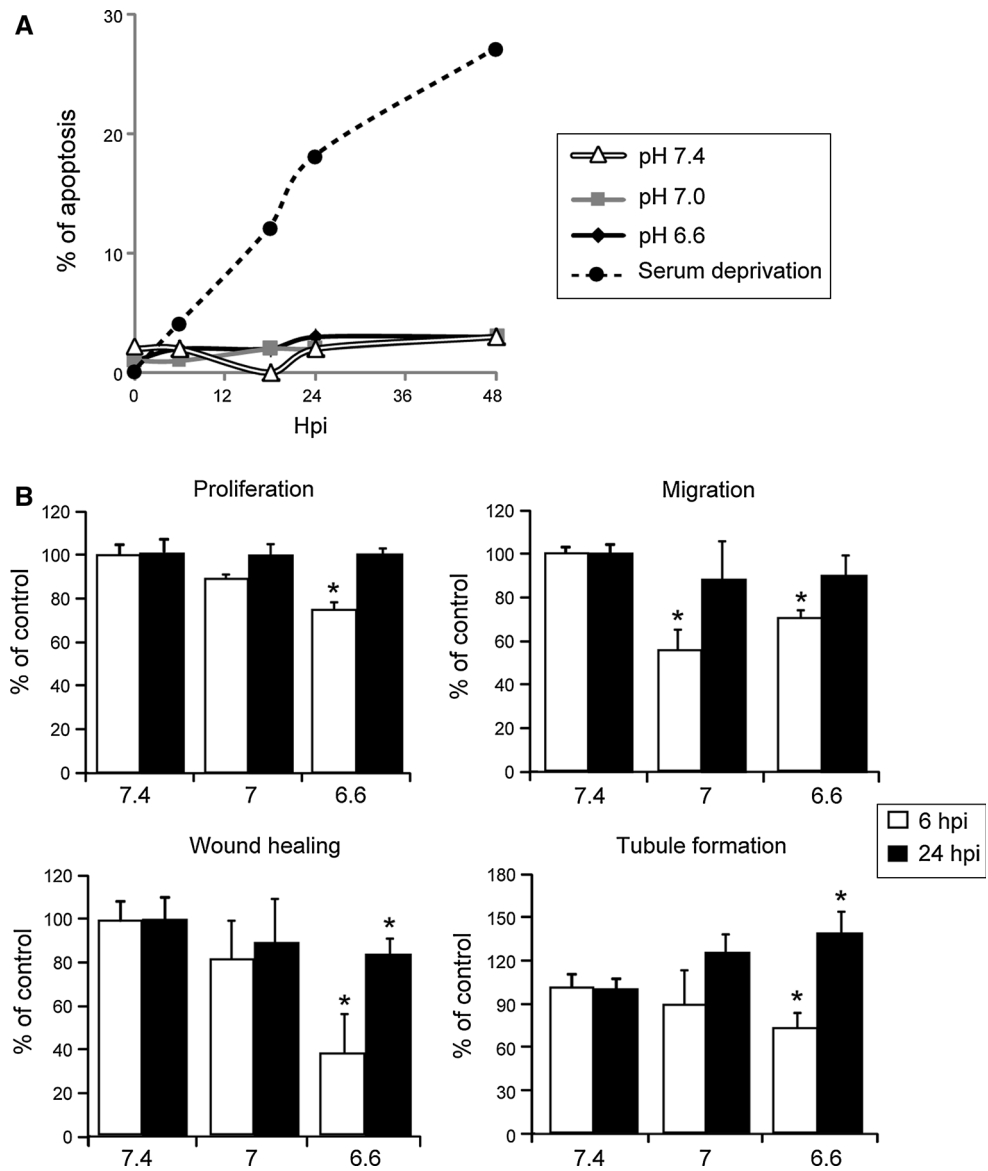 A
30
20
10
0
% of apoptosis
0 12 24 36 48
Hpi
pH 7.4
pH 7.0
pH 6.6
Serum deprivation
B
Proliferation
120
100
80
60
40
20
0
% of control
*
7.4 7 6.6
Migration
120
100
80
60
40
20
0
% of control
* *
7.4 7 6.6
6 hpi
24 hpi
Wound healing
120
100
80
60
40
20
0
% of control
* *
7.4 7 6.6
Tubule formation
180
150
120
90
60
30
0
% of control
* *
7.4 7 6.6